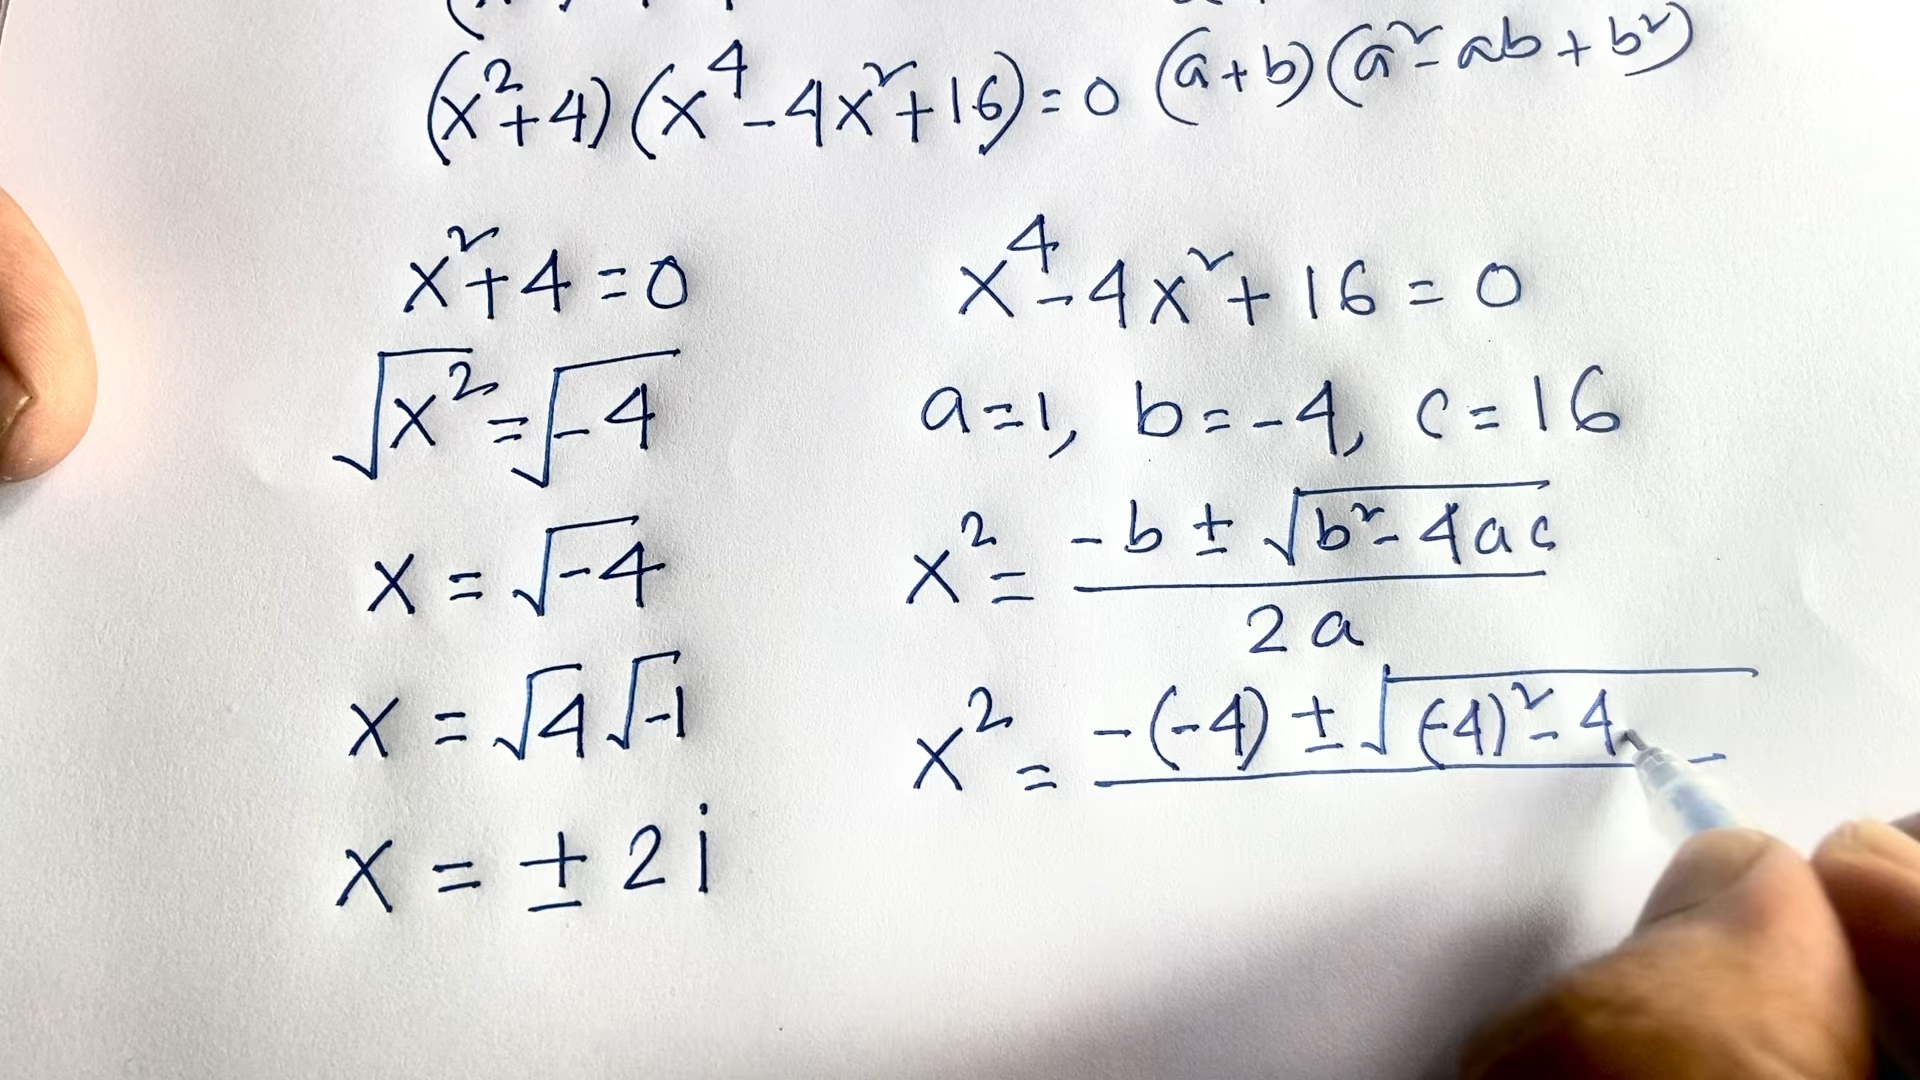 (x²+4)(x⁴-4x²+16)=0 (a+b)(a²-ab+b²)
x²+4=0
√x²=√-4
x=√-4
x=√4√-1
x=±2i
x⁴-4x²+16=0
a=1, b=-4, c=16
x²=(-b±√b²-4ac)/2a
x²=-(-4)±√(-4)²-4